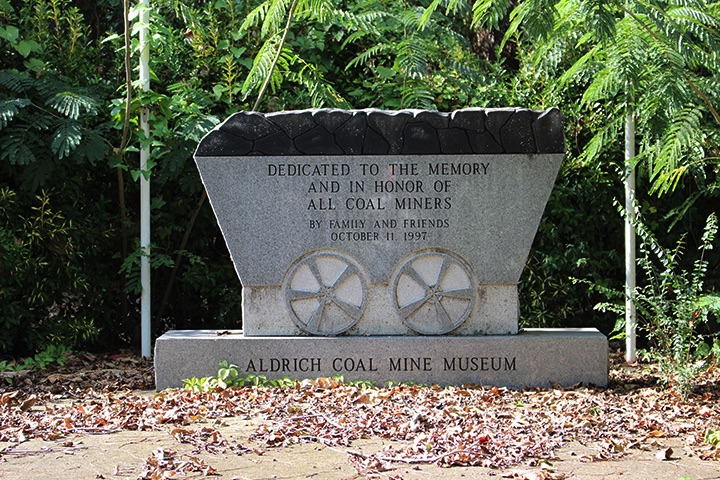 DEDICATED TO THE MEMORY
AND IN HONOR OF
ALL COAL MINERS
BY FAMILY AND FRIENDS
OCTOBER 11, 1997
ALDRICH COAL MINE MUSEUM